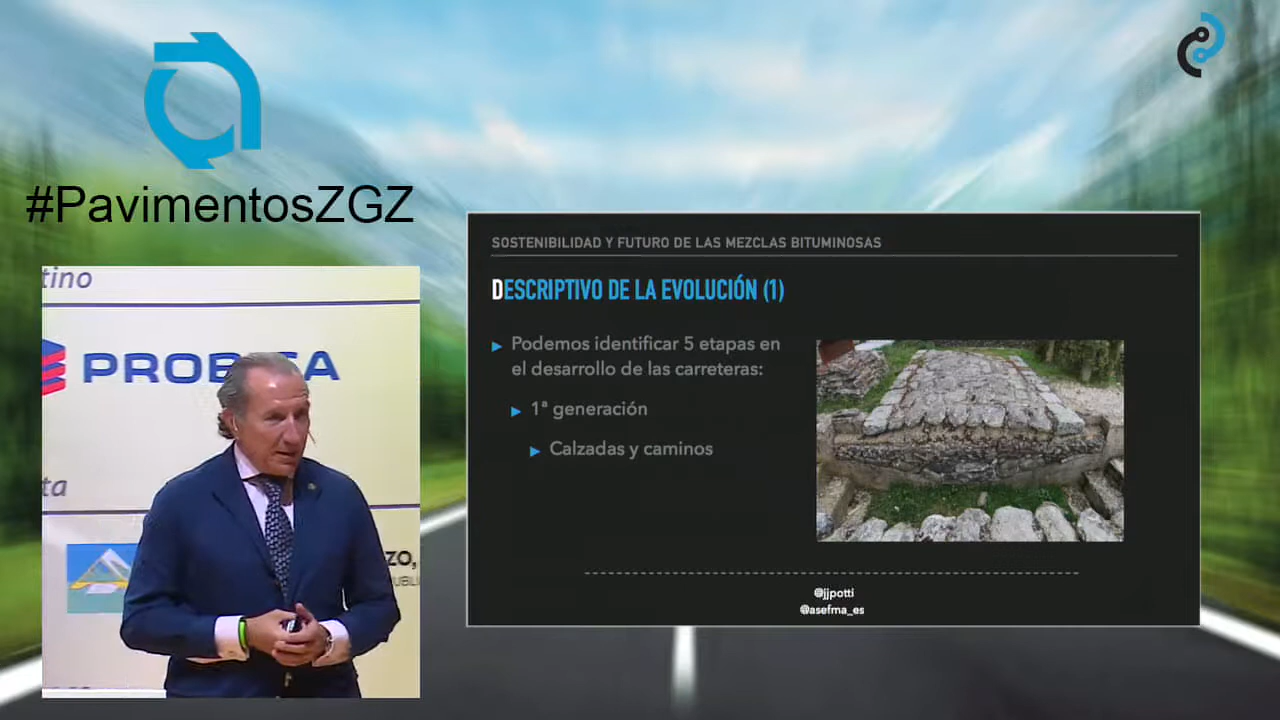 #PavimentosZGZ
tino
PROB SA
ta
ZO,
SOSTENIBILIDAD Y FUTURO DE LAS MEZCLAS BITUMINOSAS
DESCRIPTIVO DE LA EVOLUCIÓN (1)
Podemos identificar 5 etapas en
el desarrollo de las carreteras:
1ª generación
Calzadas y caminos
@jjpotti
@asefma_es